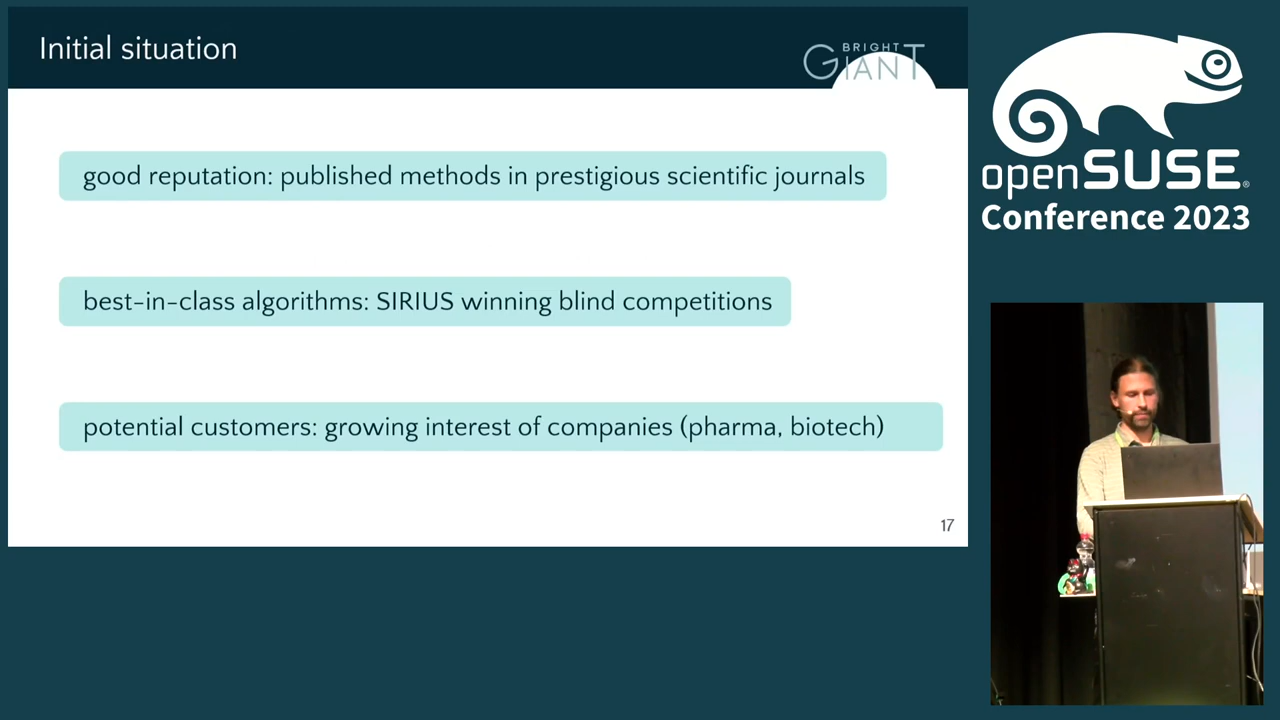 Initial situation
BRIGHT
GIANT
good reputation: published methods in prestigious scientific journals
best-in-class algorithms: SIRIUS winning blind competitions
potential customers: growing interest of companies (pharma, biotech)
17
openSUSE®
Conference 2023